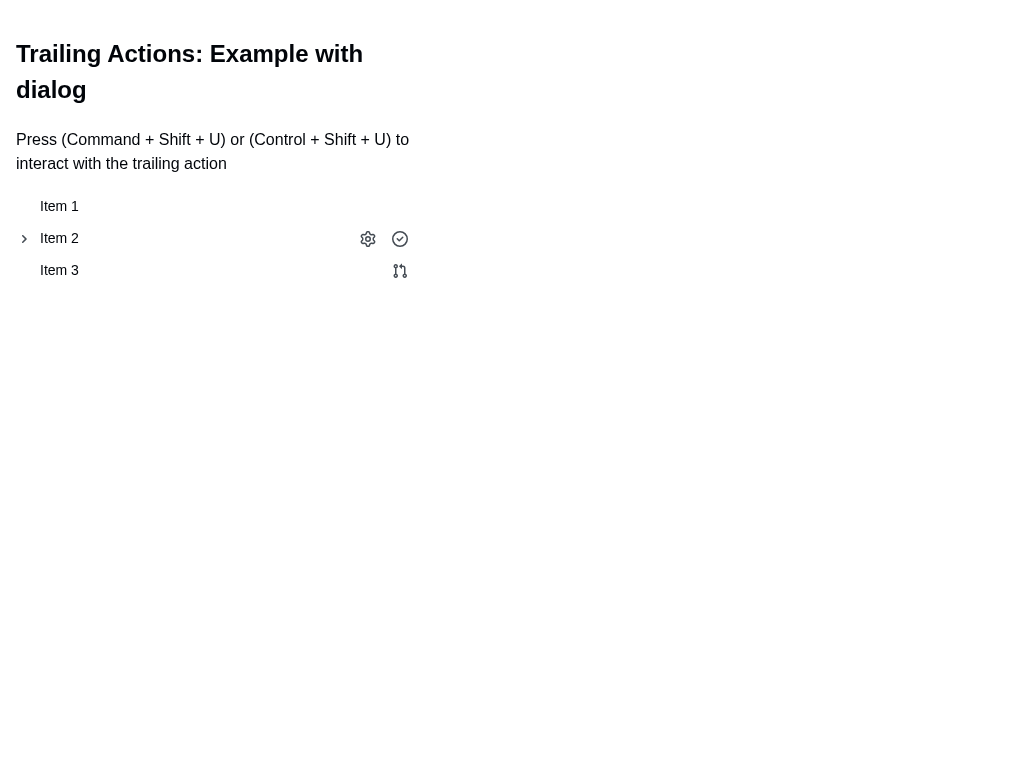 Trailing Actions: Example with
dialog
Press (Command + Shift + U) or (Control + Shift + U) to
interact with the trailing action
Item 1
Item 2
Item 3